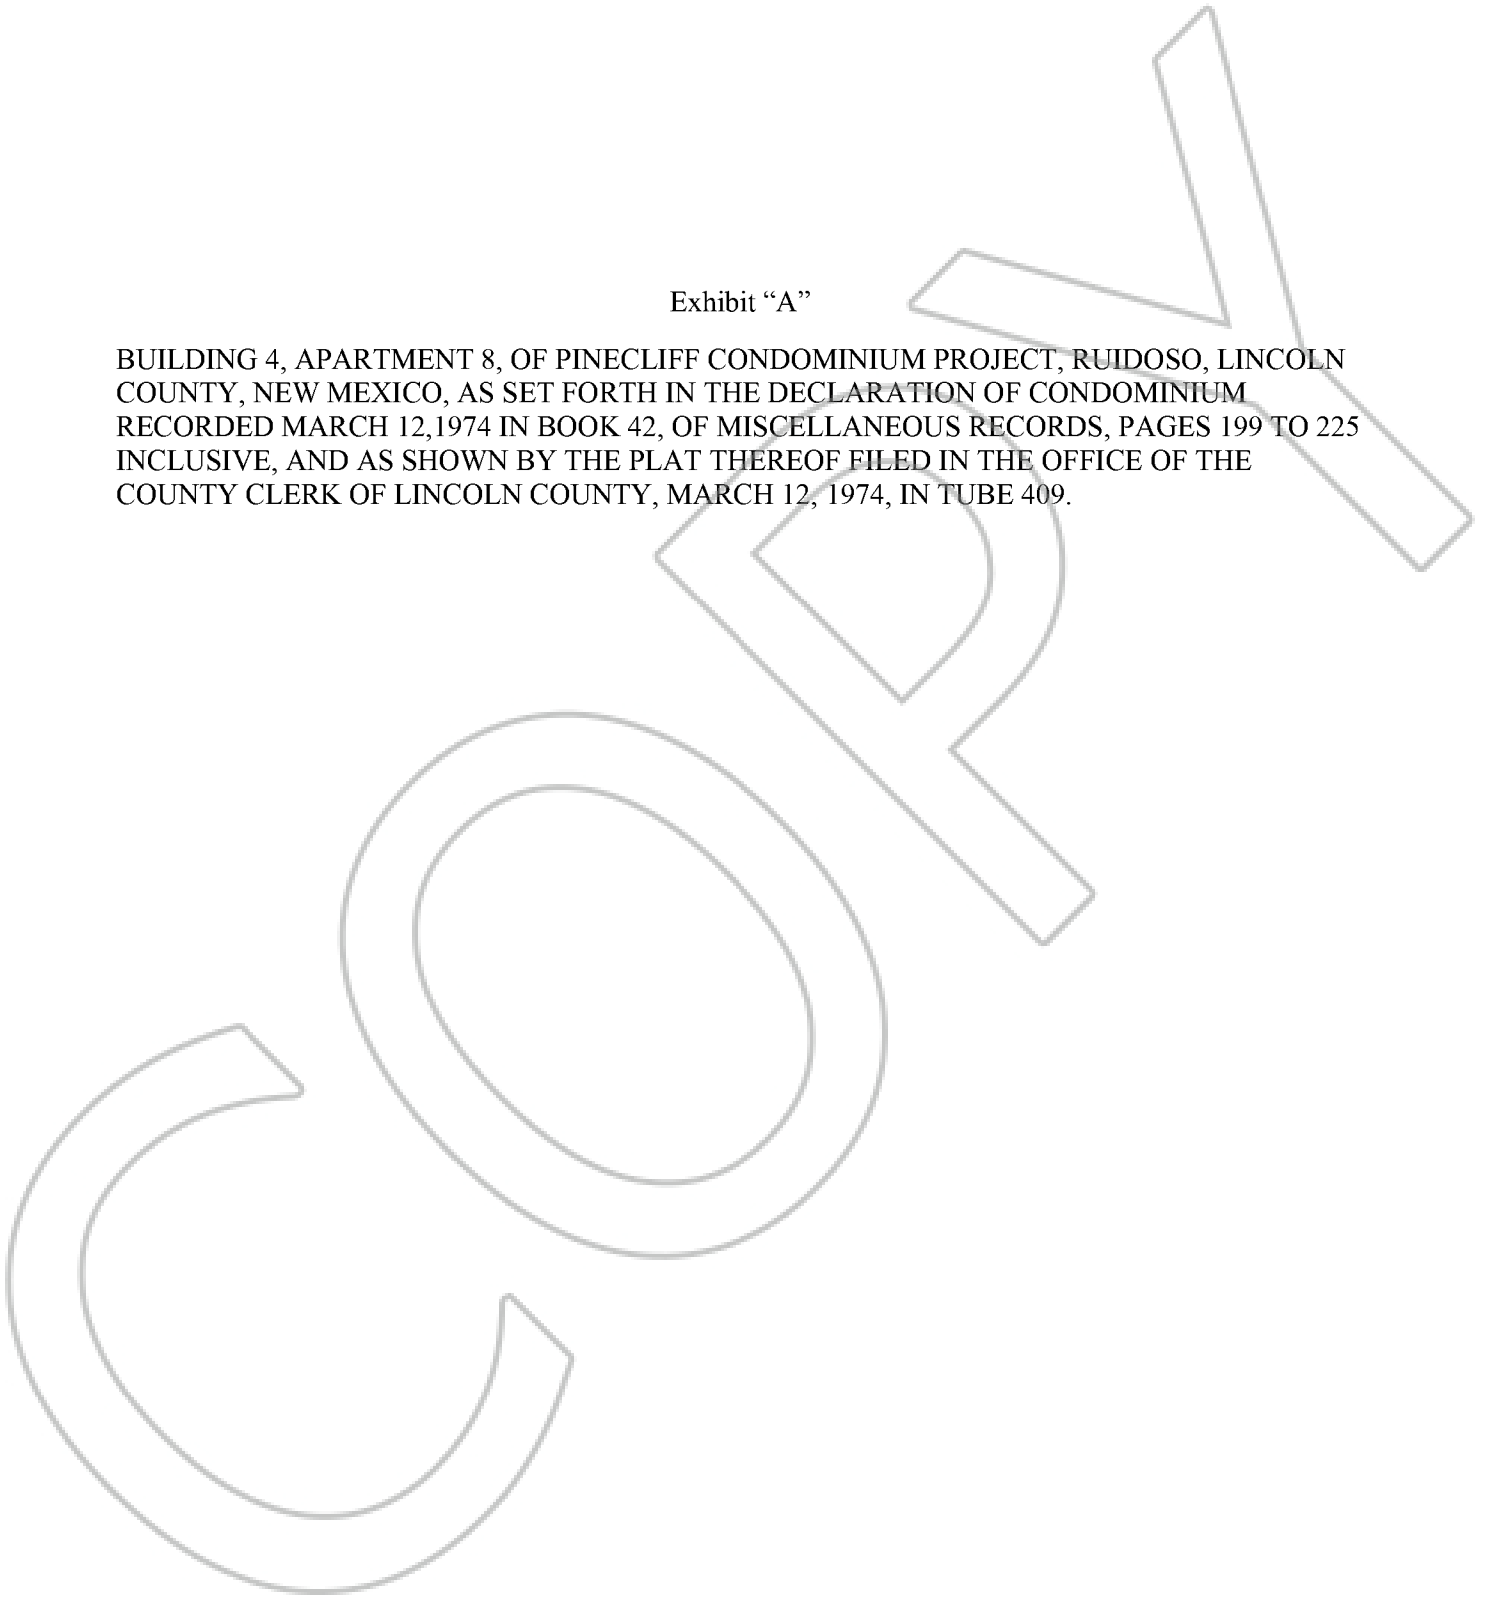 Exhibit “A”
BUILDING 4, APARTMENT 8, OF PINECLIFF CONDOMINIUM PROJECT, RUIDOSO, LINCOLN
COUNTY, NEW MEXICO, AS SET FORTH IN THE DECLARATION OF CONDOMINIUM
RECORDED MARCH 12,1974 IN BOOK 42, OF MISCELLANEOUS RECORDS, PAGES 199 TO 225
INCLUSIVE, AND AS SHOWN BY THE PLAT THEREOF FILED IN THE OFFICE OF THE
COUNTY CLERK OF LINCOLN COUNTY, MARCH 12, 1974, IN TUBE 409.
COPY